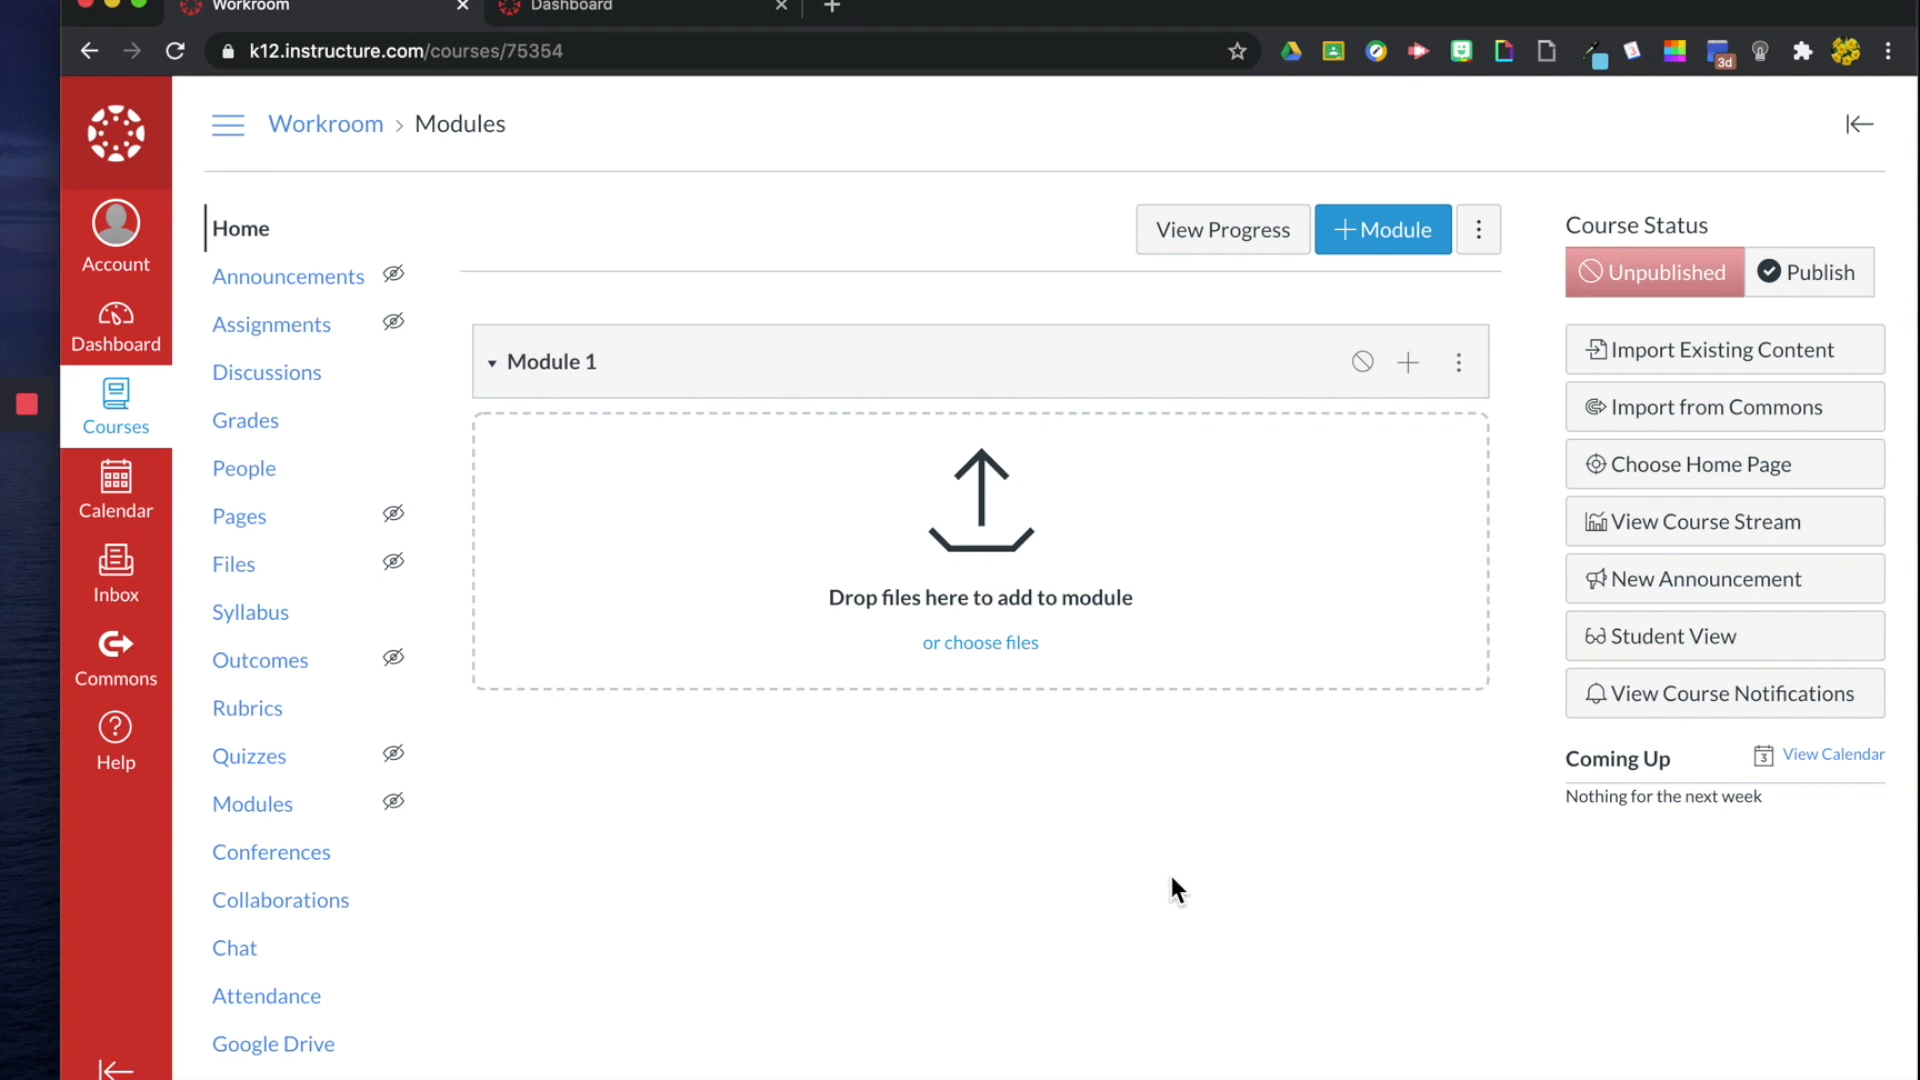 Workroom
Dashboard
k12.instructure.com/courses/75354
3d
Workroom > Modules
Account
Dashboard
Courses
Calendar
Inbox
Commons
Help
Home
Announcements
Assignments
Discussions
Grades
People
Pages
Files
Syllabus
Outcomes
Rubrics
Quizzes
Modules
Conferences
Collaborations
Chat
Attendance
Google Drive
View Progress
+ Module
Module 1
Drop files here to add to module
or choose files
Course Status
Unpublished
Publish
Import Existing Content
Import from Commons
Choose Home Page
View Course Stream
New Announcement
Student View
View Course Notifications
Coming Up
3 View Calendar
Nothing for the next week